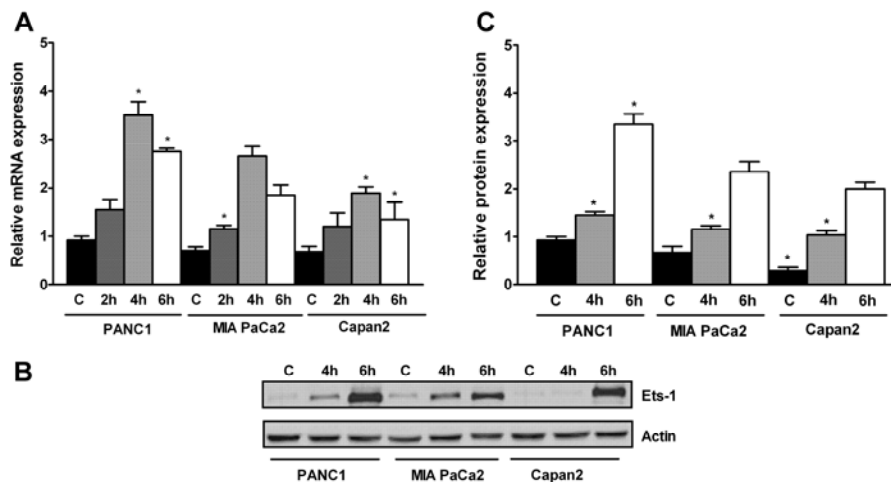 A
Relative mRNA expression
5
4
3
2
1
0
* * * * *
C 2h 4h 6h C 2h 4h 6h C 2h 4h 6h
PANC1 MIA PaCa2 Capan2
C
Relative protein expression
5
4
3
2
1
0
* * * * *
C 4h 6h C 4h 6h C 4h 6h
PANC1 MIA PaCa2 Capan2
B
C 4h 6h C 4h 6h C 4h 6h
Ets-1
Actin
PANC1 MIA PaCa2 Capan2